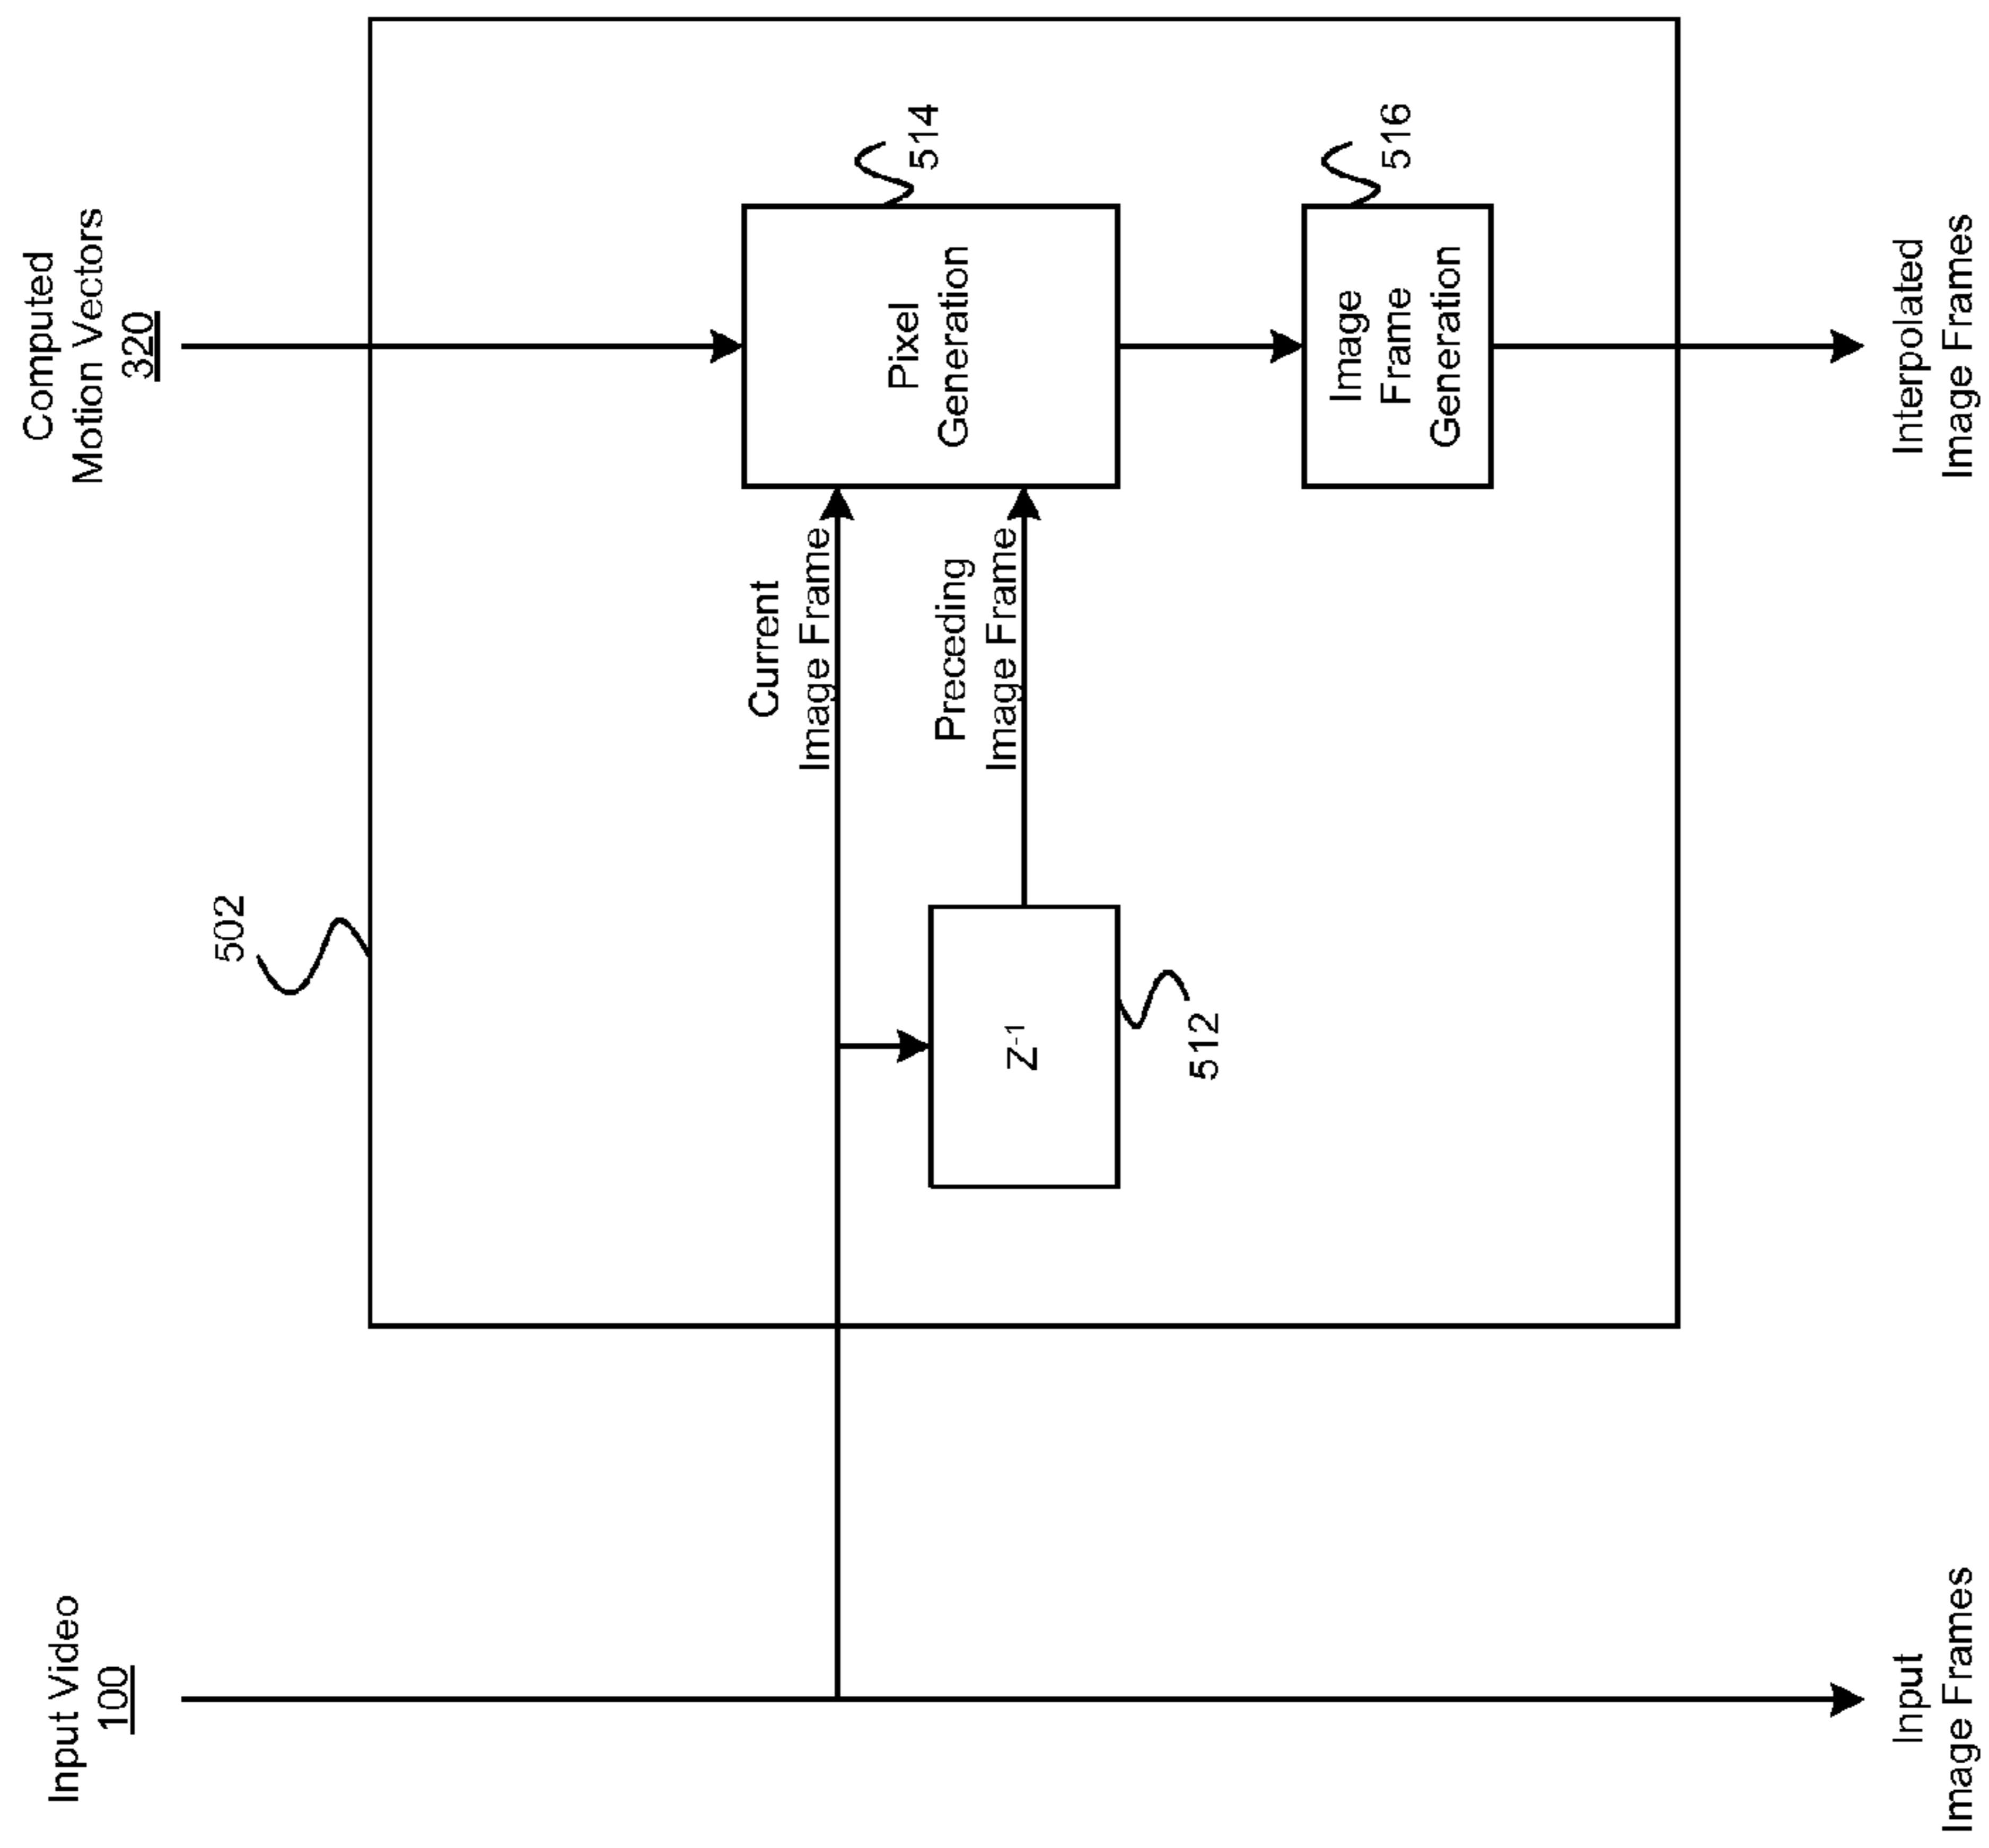 Input Video
100
Computed
Motion Vectors
320
502
Current
Image Frame
Preceding
Image Frame
Z-1
512
Pixel
Generation
514
Image
Frame
Generation
516
Input
Image Frames
Interpolated
Image Frames